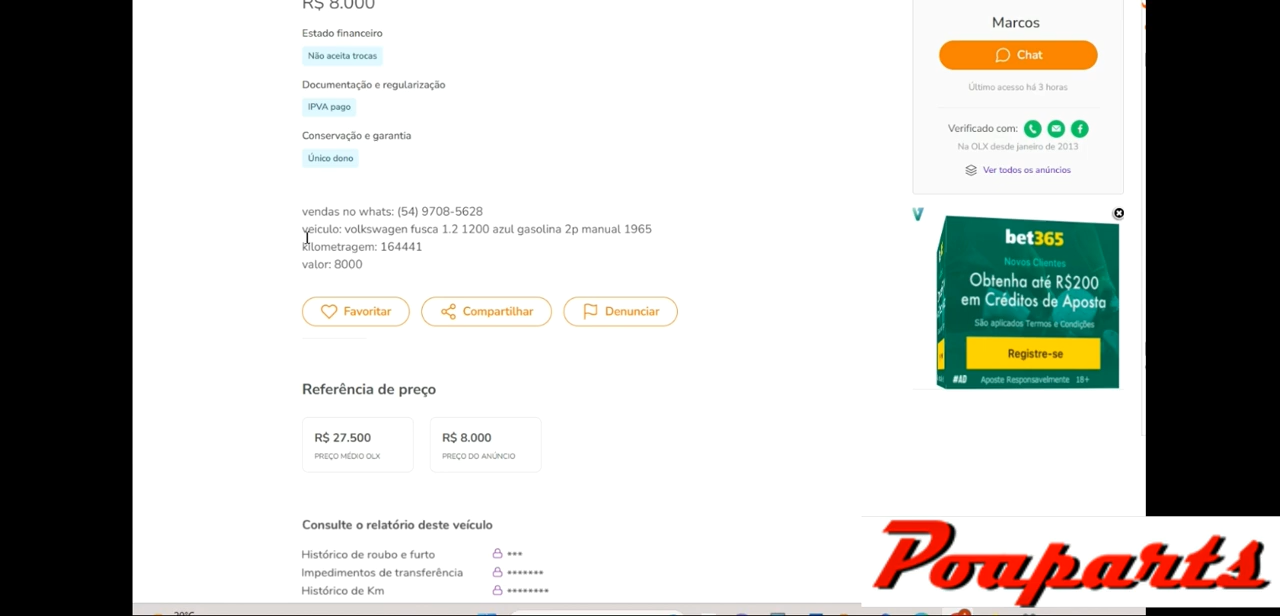 R$ 8.000
Estado financeiro
Não aceita trocas
Documentação e regularização
IPVA pago
Conservação e garantia
Único dono
vendas no whats: (54) 9708-5628
veiculo: volkswagen fusca 1.2 1200 azul gasolina 2p manual 1965
kilometragem: 164441
valor: 8000
Favoritar
Compartilhar
Denunciar
Referência de preço
R$ 27.500
PREÇO MÉDIO OLX
R$ 8.000
PREÇO DO ANÚNCIO
Consulte o relatório deste veículo
Histórico de roubo e furto •••
Impedimentos de transferência •••••••
Histórico de Km ••••••••
Marcos
Chat
Último acesso há 3 horas
Verificado com:
Na OLX desde janeiro de 2013
Ver todos os anúncios
bet365
Novos Clientes
Obtenha até R$200
em Créditos de Aposta
São aplicados Termos e Condições
Registre-se
#AD Aposte Responsavelmente 18+
Pouparts